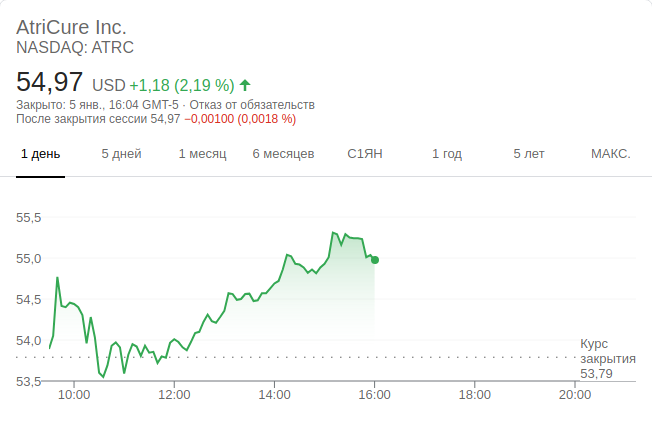 AtriCure Inc.
NASDAQ: ATRC
54,97 USD +1,18 (2,19 %)
Закрыто: 5 янв., 16:04 GMT-5 · Отказ от обязательств
После закрытия сессии 54,97 −0,00100 (0,0018 %)
1 день 5 дней 1 месяц 6 месяцев С1ЯН 1 год 5 лет МАКС.
55,5
55,0
54,5
54,0
Курс
закрытия
53,79
53,5
10:00 12:00 14:00 16:00 18:00 20:00